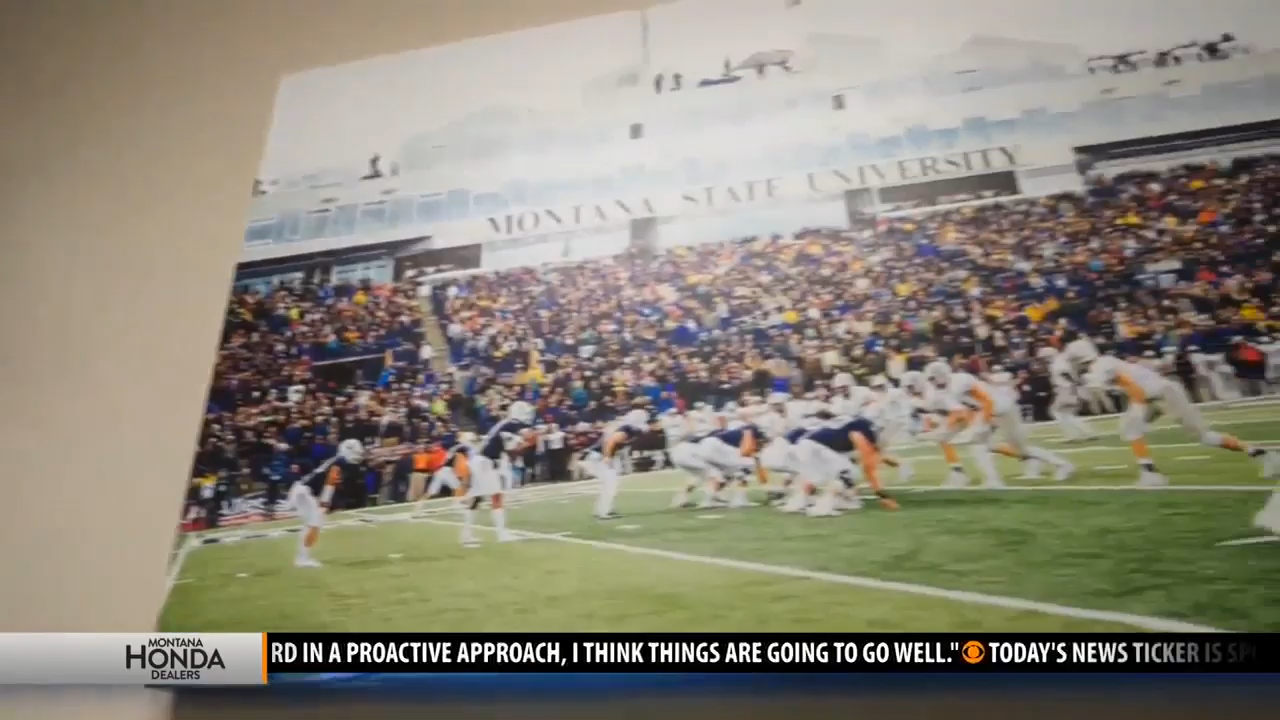 MONTANA STATE UNIVERSITY
MONTANA
HONDA
DEALERS
RD IN A PROACTIVE APPROACH, I THINK THINGS ARE GOING TO GO WELL." TODAY'S NEWS TICKER IS SP